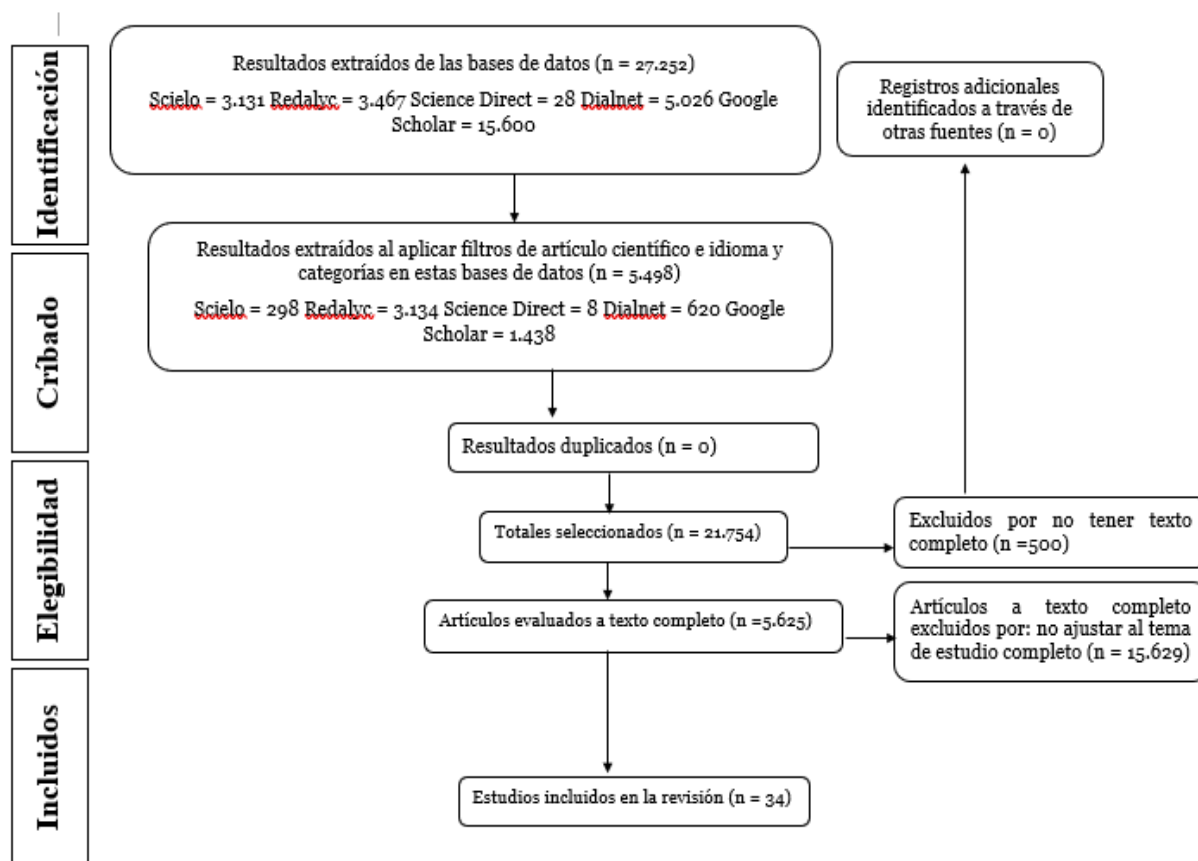 Identificación
Resultados extraídos de las bases de datos (n = 27.252)
Scielo = 3.131 Redalyc = 3.467 Science Direct = 28 Dialnet = 5.026 Google
Scholar = 15.600
Registros adicionales
identificados a través de
otras fuentes (n = 0)
Críbado
Resultados extraídos al aplicar filtros de artículo científico e idioma y
categorías en estas bases de datos (n = 5.498)
Scielo = 298 Redalyc = 3.134 Science Direct = 8 Dialnet = 620 Google
Scholar = 1.438
Resultados duplicados (n = 0)
Elegibilidad
Totales seleccionados (n = 21.754)
Excluidos por no tener texto
completo (n =500)
Artículos evaluados a texto completo (n =5.625)
Artículos a texto completo
excluidos por: no ajustar al tema
de estudio completo (n = 15.629)
Incluidos
Estudios incluidos en la revisión (n = 34)